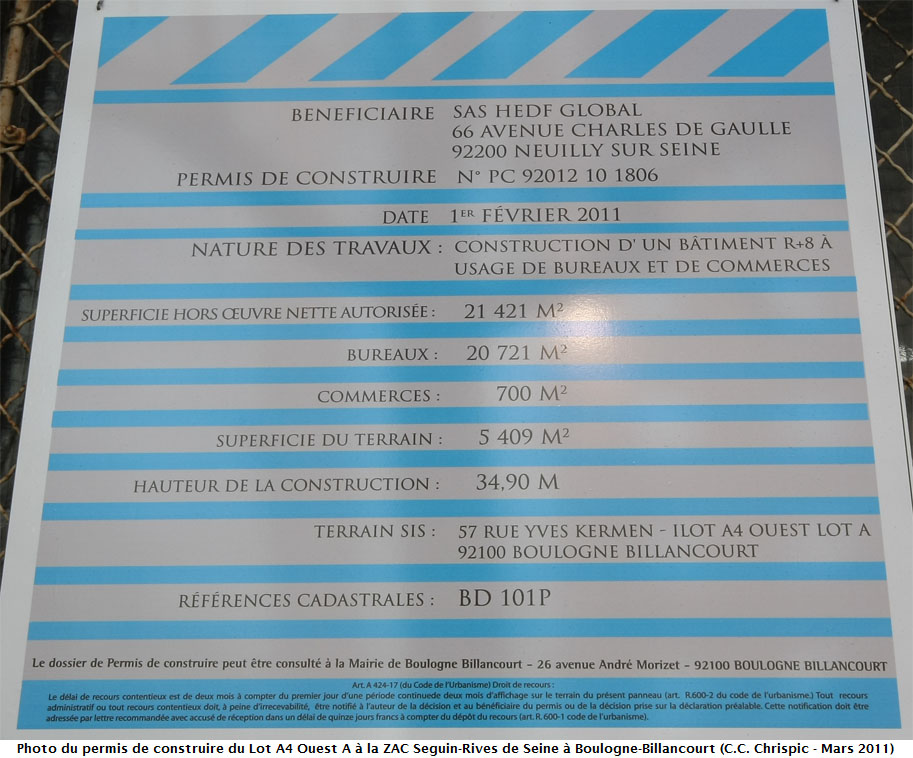 BENEFICIAIRE SAS HEDF GLOBAL
66 AVENUE CHARLES DE GAULLE
92200 NEUILLY SUR SEINE
PERMIS DE CONSTRUIRE N° PC 92012 10 1806
DATE 1ER FÉVRIER 2011
NATURE DES TRAVAUX : CONSTRUCTION D' UN BÂTIMENT R+8 À
USAGE DE BUREAUX ET DE COMMERCES
SUPERFICIE HORS ŒUVRE NETTE AUTORISÉE : 21 421 M²
BUREAUX : 20 721 M²
COMMERCES : 700 M²
SUPERFICIE DU TERRAIN : 5 409 M²
HAUTEUR DE LA CONSTRUCTION : 34,90 M
TERRAIN SIS : 57 RUE YVES KERMEN - ILOT A4 OUEST LOT A
92100 BOULOGNE BILLANCOURT
RÉFÉRENCES CADASTRALES : BD 101P
Le dossier de Permis de construire peut être consulté à la Mairie de Boulogne Billancourt - 26 avenue André Morizet - 92100 BOULOGNE BILLANCOURT
Art. A 424-17 (du Code de l'Urbanisme) Droit de recours :
Le délai de recours contentieux est de deux mois à compter du premier jour d'une période continuede deux mois d'affichage sur le terrain du présent panneau (art. R.600-2 du code de l'urbanisme.) Tout recours
administratif ou tout recours contentieux doit, à peine d'irrecevabilité, être notifié à l'auteur de la décision et au bénéficiaire du permis ou de la décision prise sur la déclaration préalable. Cette notification doit être
adressée par lettre recommandée avec accusé de réception dans un délai de quinze jours francs à compter du dépôt du recours (art. R. 600-1 code de l'urbanisme).
Photo du permis de construire du Lot A4 Ouest A à la ZAC Seguin-Rives de Seine à Boulogne-Billancourt (C.C. Chrispic - Mars 2011)